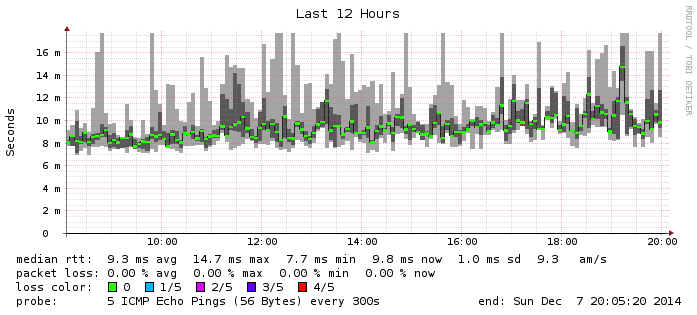 Last 12 Hours
RRDTOOL / TOBI OETIKER
Seconds
16 m
14 m
12 m
10 m
8 m
6 m
4 m
2 m
0
10:00 12:00 14:00 16:00 18:00 20:00
median rtt: 9.3 ms avg 14.7 ms max 7.7 ms min 9.8 ms now 1.0 ms sd 9.3 am/s
packet loss: 0.00 % avg 0.00 % max 0.00 % min 0.00 % now
loss color: 0 1/5 2/5 3/5 4/5
probe: 5 ICMP Echo Pings (56 Bytes) every 300s end: Sun Dec 7 20:05:20 2014